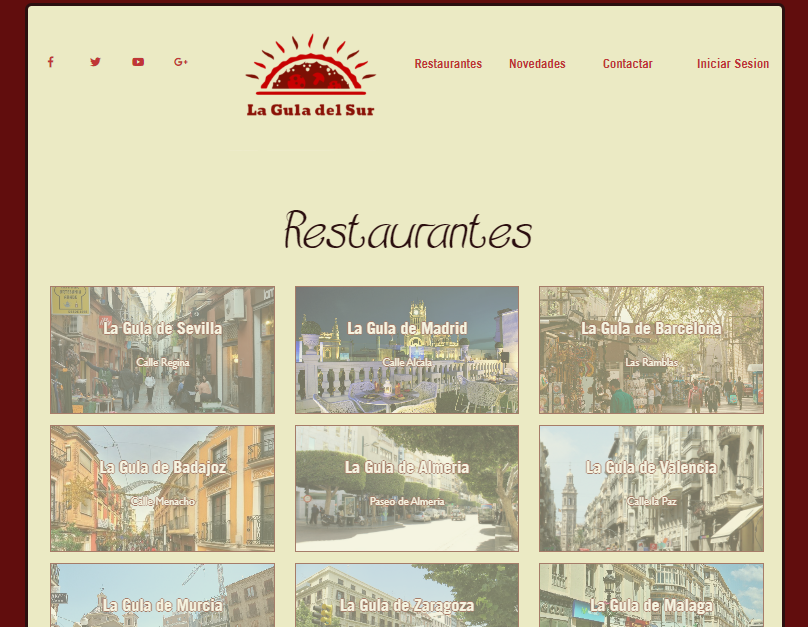 La Gula del Sur
Restaurantes Novedades Contactar Iniciar Sesion
Restaurantes
La Gula de Sevilla
Calle Regina
La Gula de Madrid
Calle Alcala
La Gula de Barcelona
Las Ramblas
La Gula de Badajoz
Calle Menacho
La Gula de Almeria
Paseo de Almeria
La Gula de Valencia
Calle la Paz
La Gula de Murcia
La Gula de Zaragoza
La Gula de Malaga